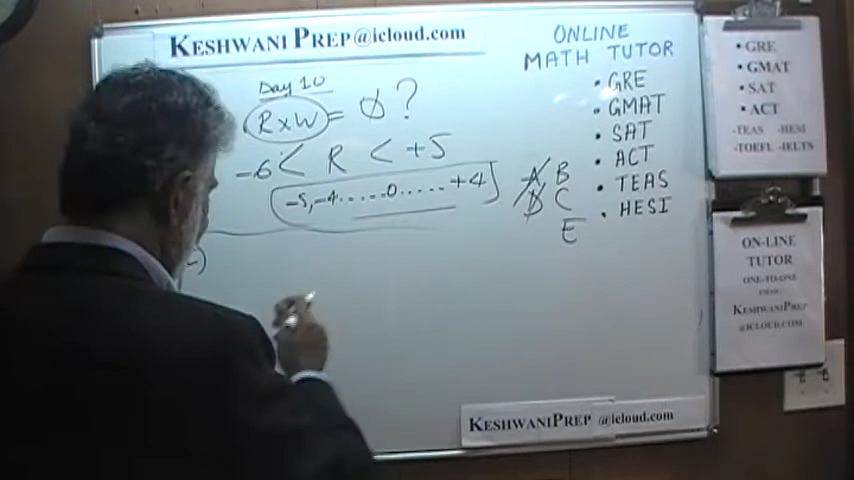 KESHWANI PREP@icloud.com
Day 10
RxW = 0 ?
-6 < R < +5
-5, -4.....0.....+4
A B
D C
E
ONLINE
MATH TUTOR
• GRE
• GMAT
• SAT
• ACT
• TEAS
• HESI
-)
KESHWANIPREP @icloud.com
• GRE
• GMAT
• SAT
• ACT
-TEAS -HESI
-TOEFL -IELTS
ON-LINE
TUTOR
ONE-TO-ONE
EMAIL:
KESHWANIPREP
@ICLOUD.COM